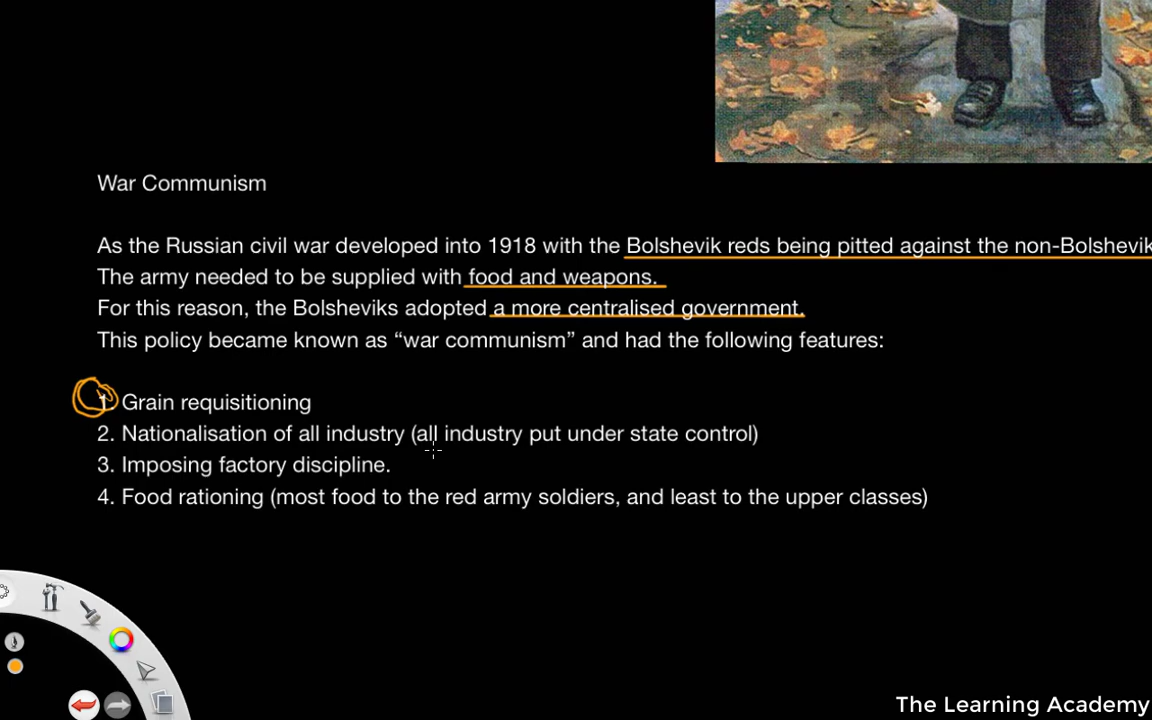 War Communism
As the Russian civil war developed into 1918 with the Bolshevik reds being pitted against the non-Bolshevik
The army needed to be supplied with food and weapons.
For this reason, the Bolsheviks adopted a more centralised government.
This policy became known as “war communism” and had the following features:
1. Grain requisitioning
2. Nationalisation of all industry (all industry put under state control)
3. Imposing factory discipline.
4. Food rationing (most food to the red army soldiers, and least to the upper classes)
The Learning Academy